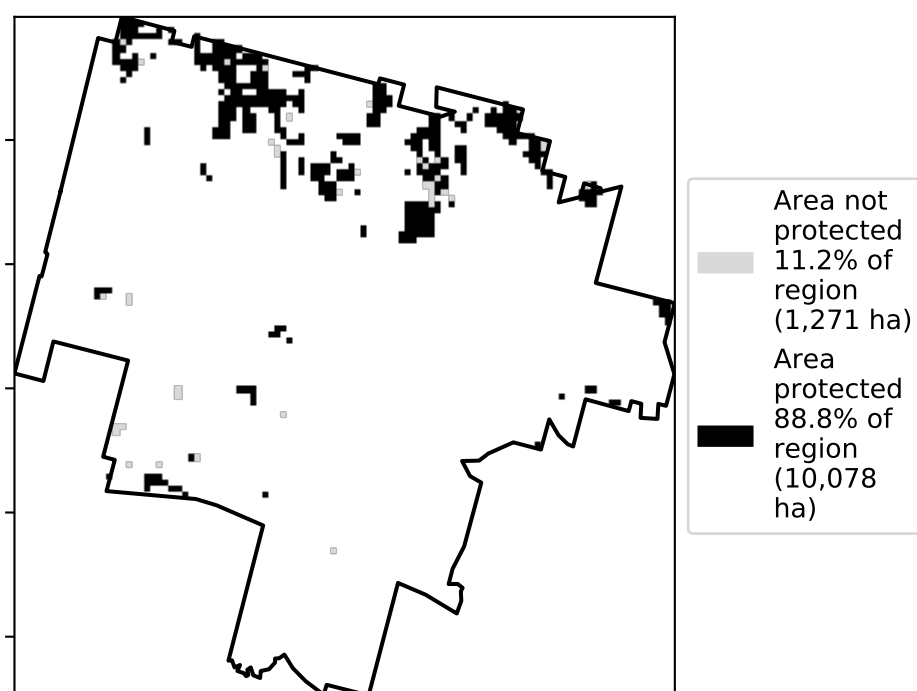 Area not
protected
11.2% of
region
(1,271 ha)
Area
protected
88.8% of
region
(10,078
ha)